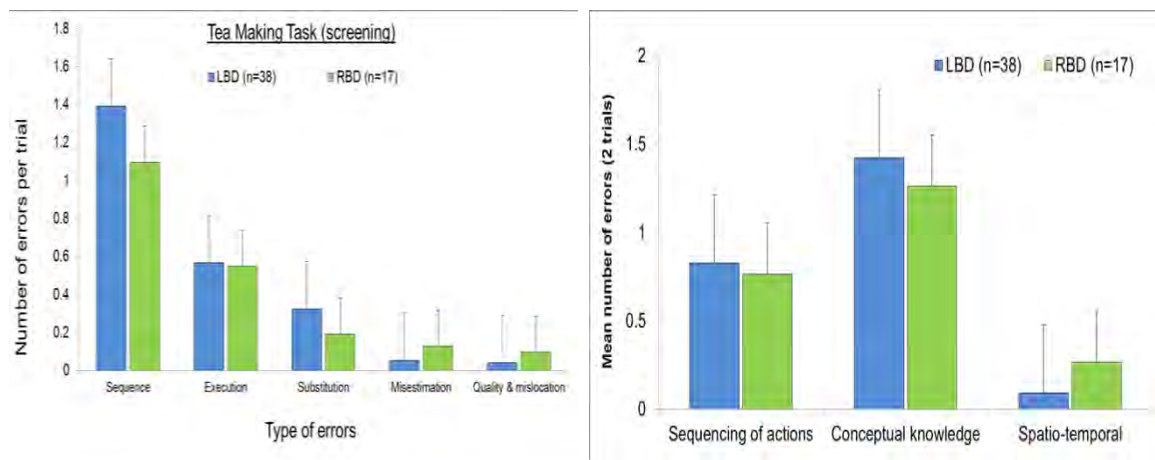 Tea Making Task (screening)
LBD (n=38) RBD (n=17)
Number of errors per trial
1.8
1.6
1.4
1.2
1
0.8
0.6
0.4
0.2
0
Sequence Execution Substitution Misestimation Quality & mislocation
Type of errors
LBD (n=38) RBD (n=17)
Mean number of errors (2 trials)
2
1.5
1
0.5
0
Sequencing of actions Conceptual knowledge Spatio-temporal